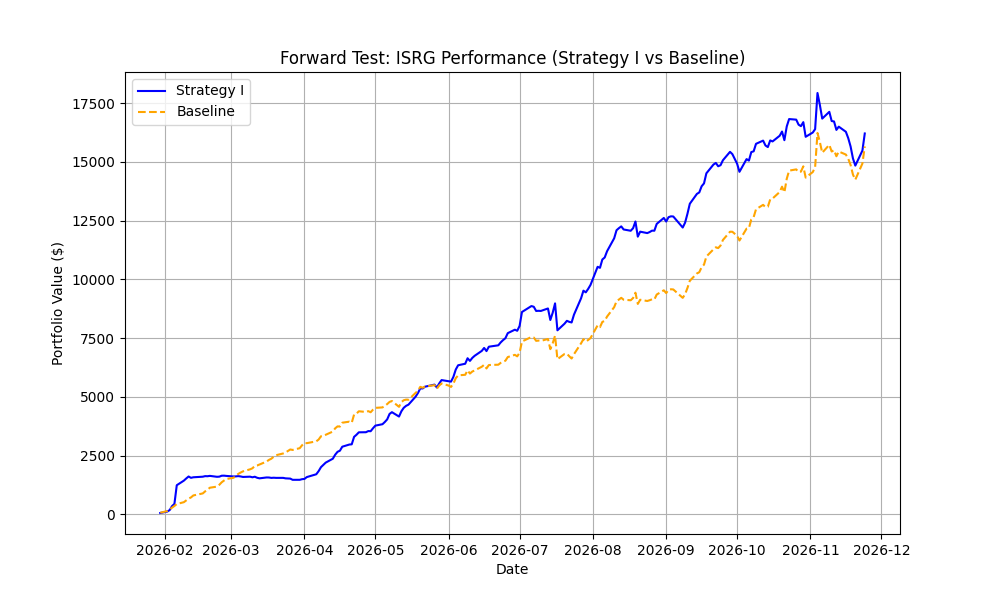 Forward Test: ISRG Performance (Strategy I vs Baseline)
Strategy I
Baseline
Portfolio Value ($)
17500
15000
12500
10000
7500
5000
2500
0
2026-02 2026-03 2026-04 2026-05 2026-06 2026-07 2026-08 2026-09 2026-10 2026-11 2026-12
Date